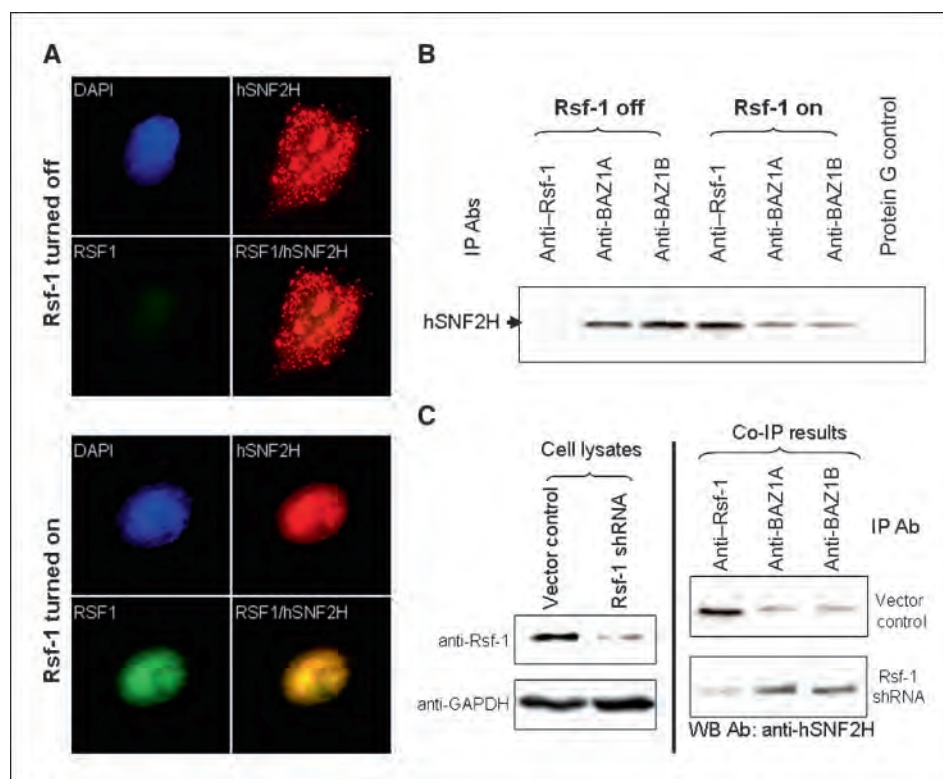 A
Rsf-1 turned off
DAPI
hSNF2H
RSF1
RSF1/hSNF2H
Rsf-1 turned on
DAPI
hSNF2H
RSF1
RSF1/hSNF2H
B
Rsf-1 off
Rsf-1 on
IP Abs
Anti–Rsf-1
Anti-BAZ1A
Anti-BAZ1B
Anti–Rsf-1
Anti-BAZ1A
Anti-BAZ1B
Protein G control
hSNF2H
C
Cell lysates
Vector control
Rsf-1 shRNA
anti-Rsf-1
anti-GAPDH
Co-IP results
Anti–Rsf-1
Anti-BAZ1A
Anti-BAZ1B
IP Ab
Vector
control
Rsf-1
shRNA
WB Ab: anti-hSNF2H